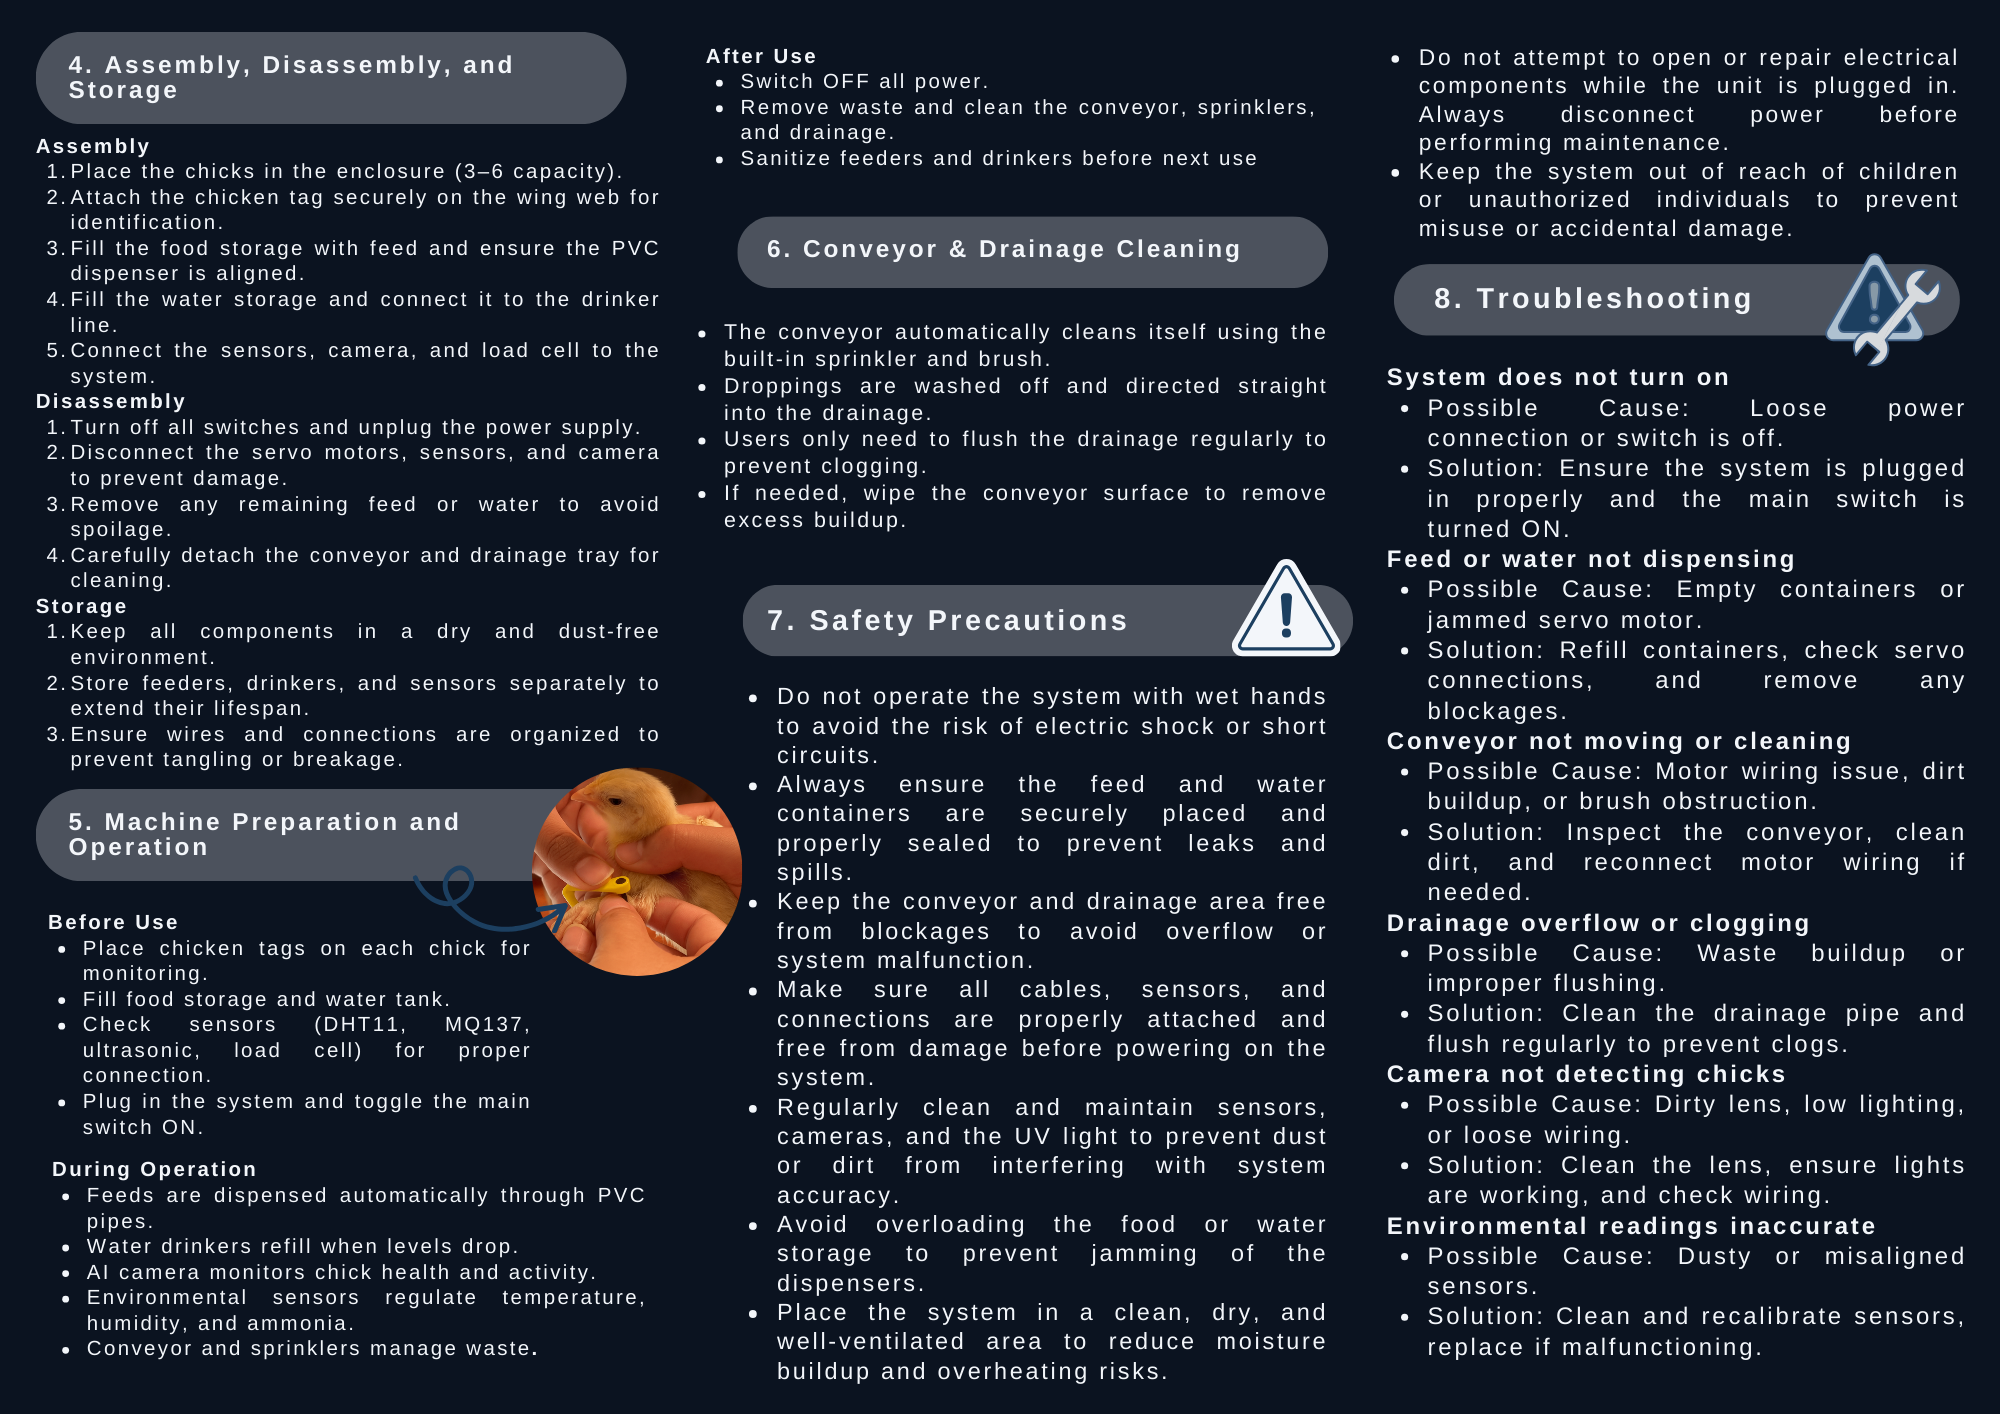 4. Assembly, Disassembly, and
Storage
Assembly
1. Place the chicks in the enclosure (3–6 capacity).
2. Attach the chicken tag securely on the wing web for
identification.
3. Fill the food storage with feed and ensure the PVC
dispenser is aligned.
4. Fill the water storage and connect it to the drinker
line.
5. Connect the sensors, camera, and load cell to the
system.
Disassembly
1. Turn off all switches and unplug the power supply.
2. Disconnect the servo motors, sensors, and camera
to prevent damage.
3. Remove any remaining feed or water to avoid
spoilage.
4. Carefully detach the conveyor and drainage tray for
cleaning.
Storage
1. Keep all components in a dry and dust-free
environment.
2. Store feeders, drinkers, and sensors separately to
extend their lifespan.
3. Ensure wires and connections are organized to
prevent tangling or breakage.
5. Machine Preparation and
Operation
Before Use
• Place chicken tags on each chick for
monitoring.
• Fill food storage and water tank.
• Check sensors (DHT11, MQ137,
ultrasonic, load cell) for proper
connection.
• Plug in the system and toggle the main
switch ON.
During Operation
• Feeds are dispensed automatically through PVC
pipes.
• Water drinkers refill when levels drop.
• AI camera monitors chick health and activity.
• Environmental sensors regulate temperature,
humidity, and ammonia.
• Conveyor and sprinklers manage waste.
After Use
• Switch OFF all power.
• Remove waste and clean the conveyor, sprinklers,
and drainage.
• Sanitize feeders and drinkers before next use
6. Conveyor & Drainage Cleaning
• The conveyor automatically cleans itself using the
built-in sprinkler and brush.
• Droppings are washed off and directed straight
into the drainage.
• Users only need to flush the drainage regularly to
prevent clogging.
• If needed, wipe the conveyor surface to remove
excess buildup.
7. Safety Precautions
• Do not operate the system with wet hands
to avoid the risk of electric shock or short
circuits.
• Always ensure the feed and water
containers are securely placed and
properly sealed to prevent leaks and
spills.
• Keep the conveyor and drainage area free
from blockages to avoid overflow or
system malfunction.
• Make sure all cables, sensors, and
connections are properly attached and
free from damage before powering on the
system.
• Regularly clean and maintain sensors,
cameras, and the UV light to prevent dust
or dirt from interfering with system
accuracy.
• Avoid overloading the food or water
storage to prevent jamming of the
dispensers.
• Place the system in a clean, dry, and
well-ventilated area to reduce moisture
buildup and overheating risks.
• Do not attempt to open or repair electrical
components while the unit is plugged in.
Always disconnect power before
performing maintenance.
• Keep the system out of reach of children
or unauthorized individuals to prevent
misuse or accidental damage.
8. Troubleshooting
System does not turn on
• Possible Cause: Loose power
connection or switch is off.
• Solution: Ensure the system is plugged
in properly and the main switch is
turned ON.
Feed or water not dispensing
• Possible Cause: Empty containers or
jammed servo motor.
• Solution: Refill containers, check servo
connections, and remove any
blockages.
Conveyor not moving or cleaning
• Possible Cause: Motor wiring issue, dirt
buildup, or brush obstruction.
• Solution: Inspect the conveyor, clean
dirt, and reconnect motor wiring if
needed.
Drainage overflow or clogging
• Possible Cause: Waste buildup or
improper flushing.
• Solution: Clean the drainage pipe and
flush regularly to prevent clogs.
Camera not detecting chicks
• Possible Cause: Dirty lens, low lighting,
or loose wiring.
• Solution: Clean the lens, ensure lights
are working, and check wiring.
Environmental readings inaccurate
• Possible Cause: Dusty or misaligned
sensors.
• Solution: Clean and recalibrate sensors,
replace if malfunctioning.